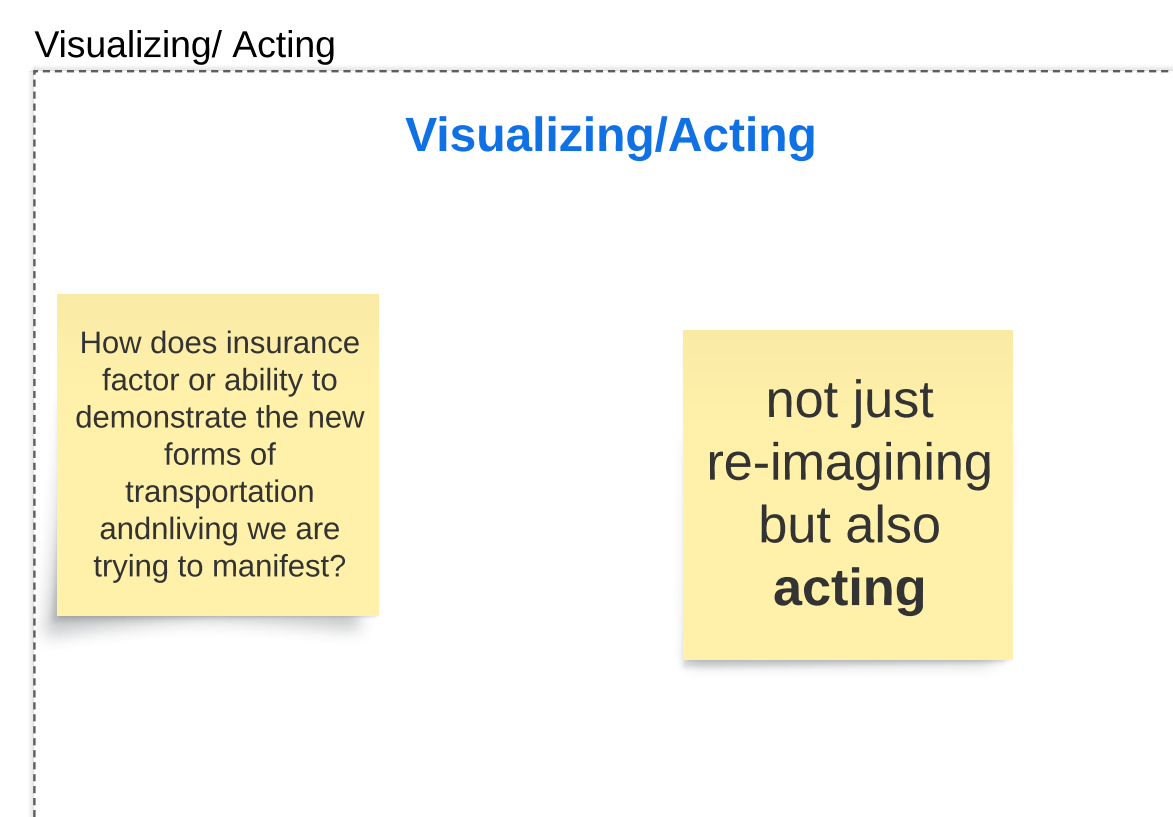 Visualizing/ Acting
Visualizing/Acting
How does insurance
factor or ability to
demonstrate the new
forms of
transportation
andnliving we are
trying to manifest?
not just
re-imagining
but also
acting